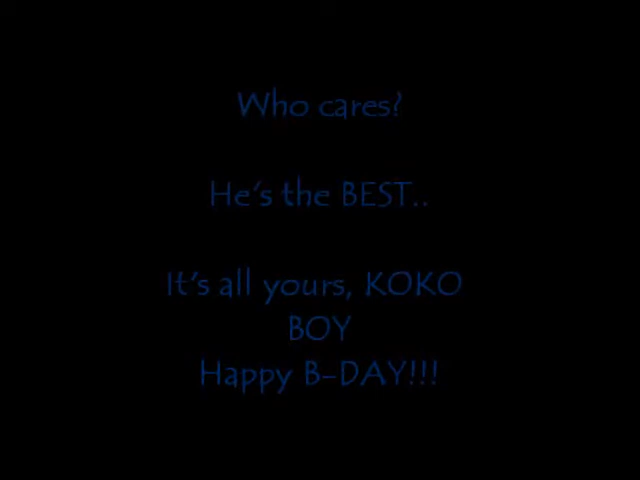 Who cares?
He's the BEST..
It's all yours, KOKO
BOY
Happy B-DAY!!!